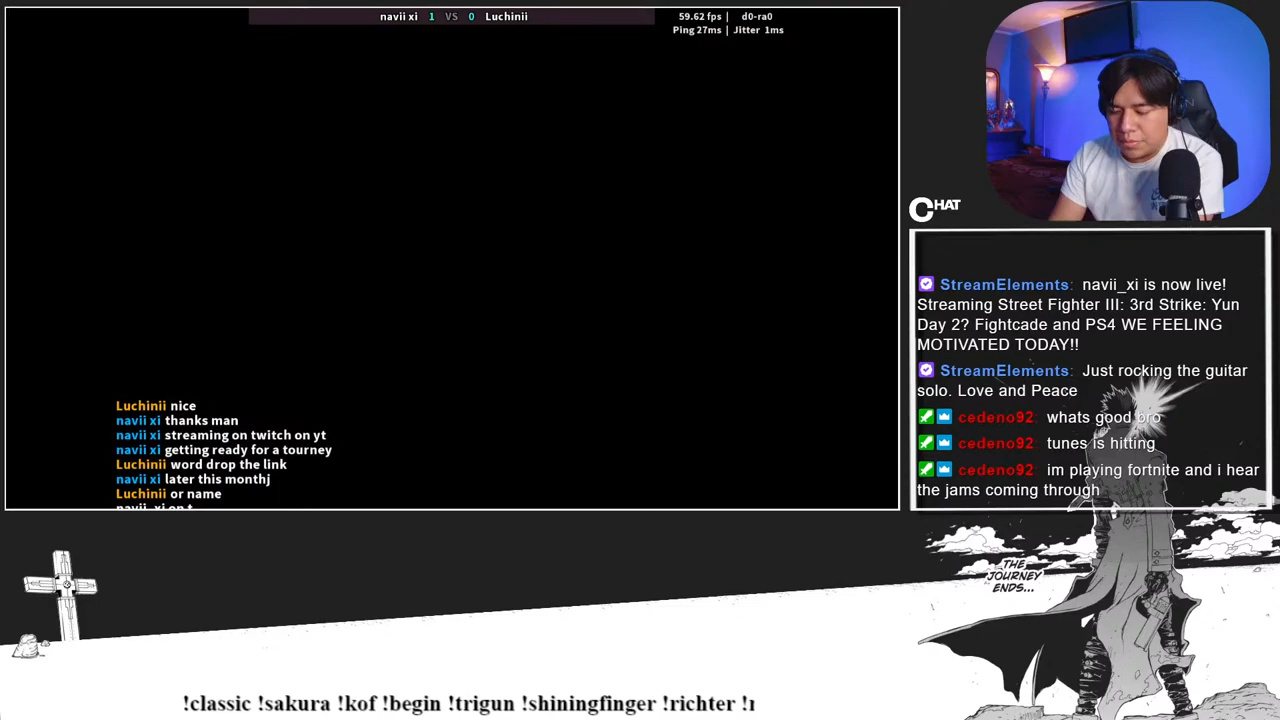 navii xi 1 VS 0 Luchinii
59.62 fps | d0-ra0
Ping 27ms | Jitter 1ms
CHAT
StreamElements: navii_xi is now live!
Streaming Street Fighter III: 3rd Strike: Yun
Day 2? Fightcade and PS4 WE FEELING
MOTIVATED TODAY!!
StreamElements: Just rocking the guitar
solo. Love and Peace
cedeno92: whats good bro
cedeno92: tunes is hitting
cedeno92: im playing fortnite and i hear
the jams coming through
Luchinii nice
navii xi thanks man
navii xi streaming on twitch on yt
navii xi getting ready for a tourney
Luchinii word drop the link
navii xi later this monthj
Luchinii or name
THE
JOURNEY
ENDS...
!classic !sakura !kof !begin !trigun !shiningfinger !richter